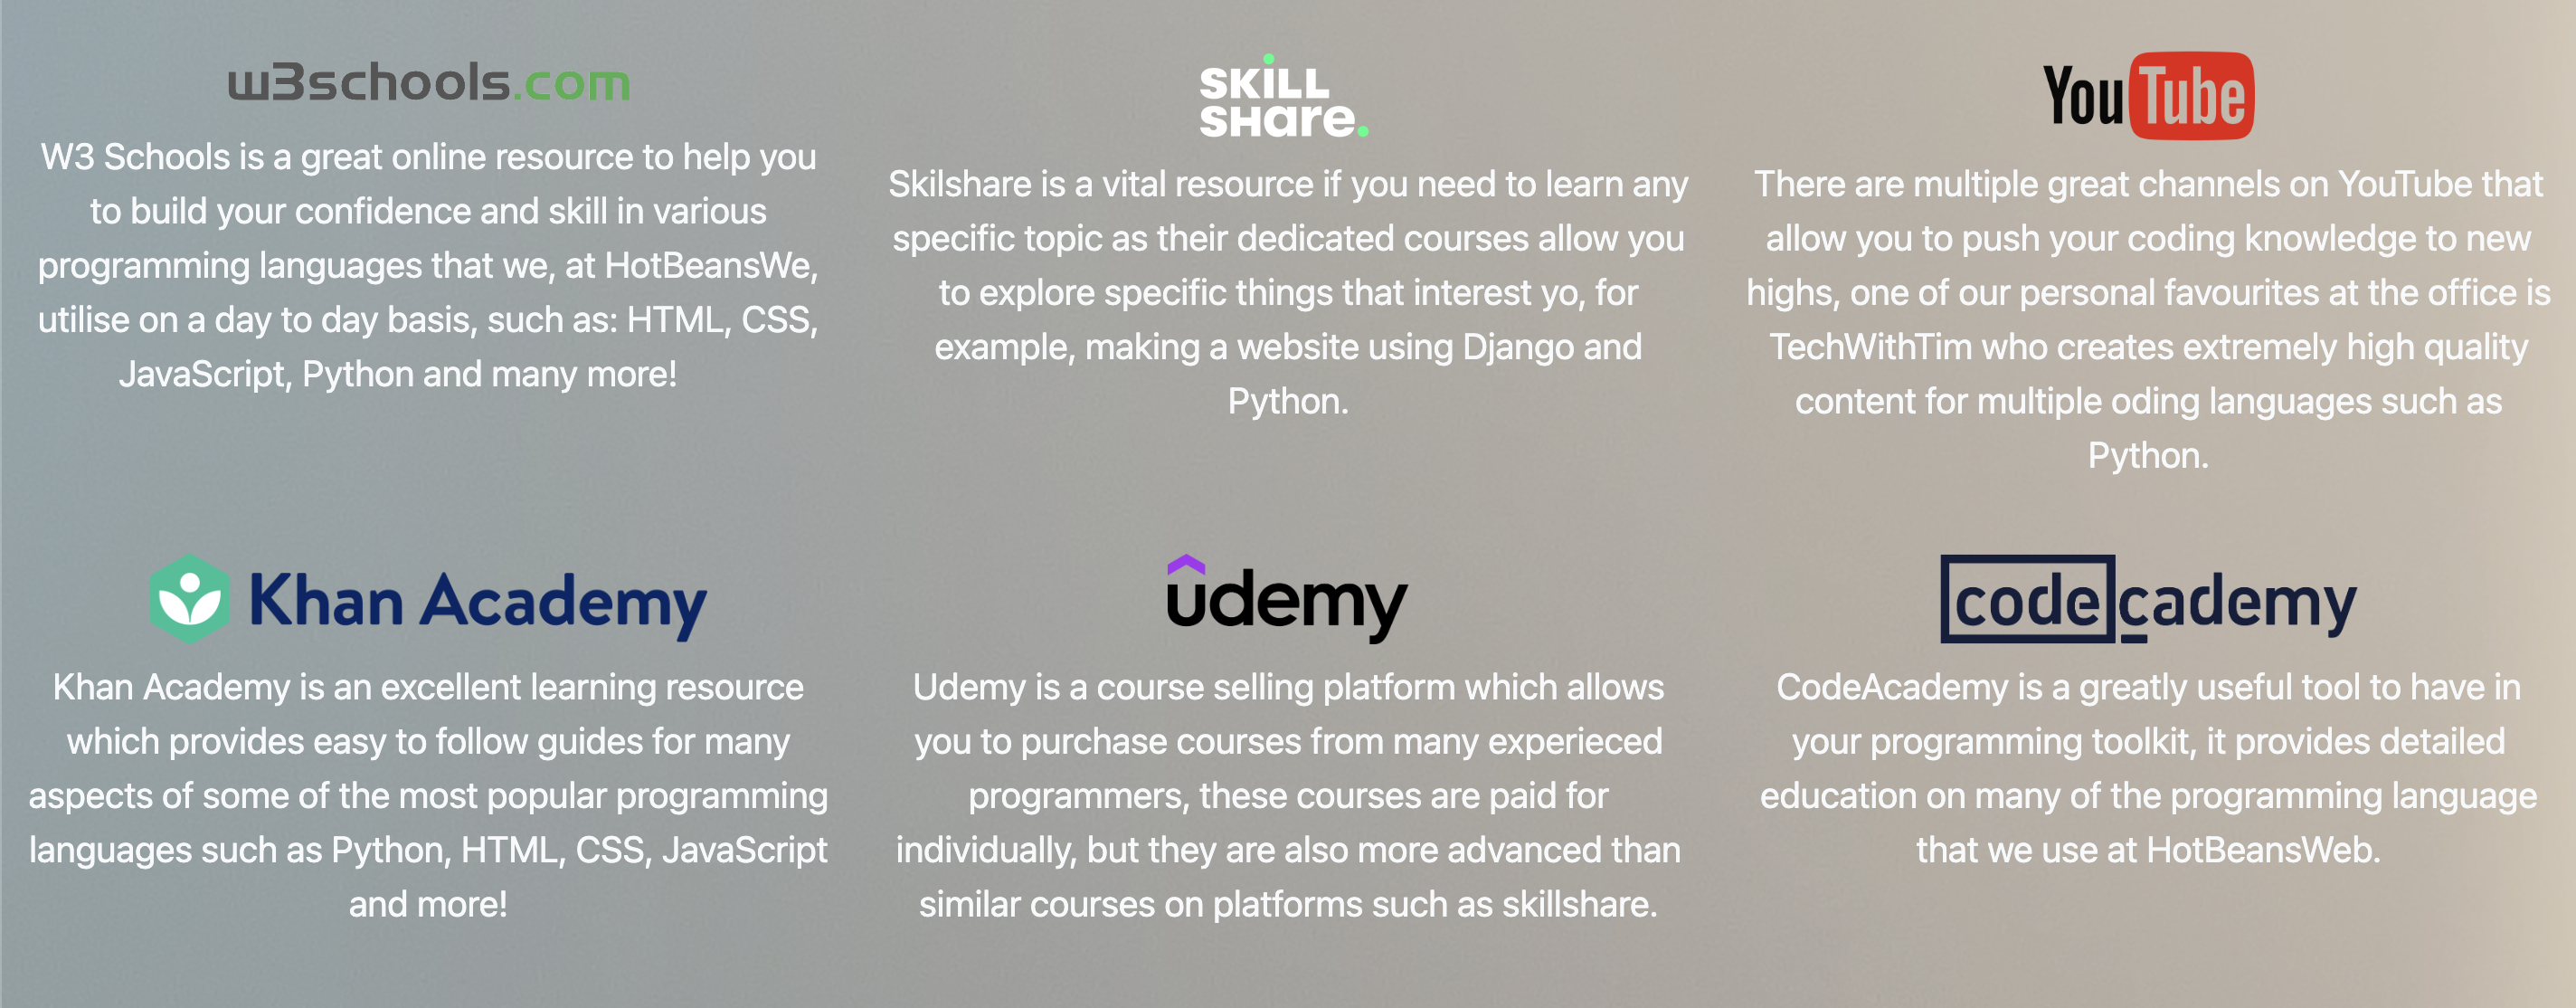 w3schools.com
W3 Schools is a great online resource to help you
to build your confidence and skill in various
programming languages that we, at HotBeansWe,
utilise on a day to day basis, such as: HTML, CSS,
JavaScript, Python and many more!
SKILL
SHare.
Skilshare is a vital resource if you need to learn any
specific topic as their dedicated courses allow you
to explore specific things that interest yo, for
example, making a website using Django and
Python.
YouTube
There are multiple great channels on YouTube that
allow you to push your coding knowledge to new
highs, one of our personal favourites at the office is
TechWithTim who creates extremely high quality
content for multiple oding languages such as
Python.
Khan Academy
Khan Academy is an excellent learning resource
which provides easy to follow guides for many
aspects of some of the most popular programming
languages such as Python, HTML, CSS, JavaScript
and more!
udemy
Udemy is a course selling platform which allows
you to purchase courses from many experieced
programmers, these courses are paid for
individually, but they are also more advanced than
similar courses on platforms such as skillshare.
codecademy
CodeAcademy is a greatly useful tool to have in
your programming toolkit, it provides detailed
education on many of the programming language
that we use at HotBeansWeb.